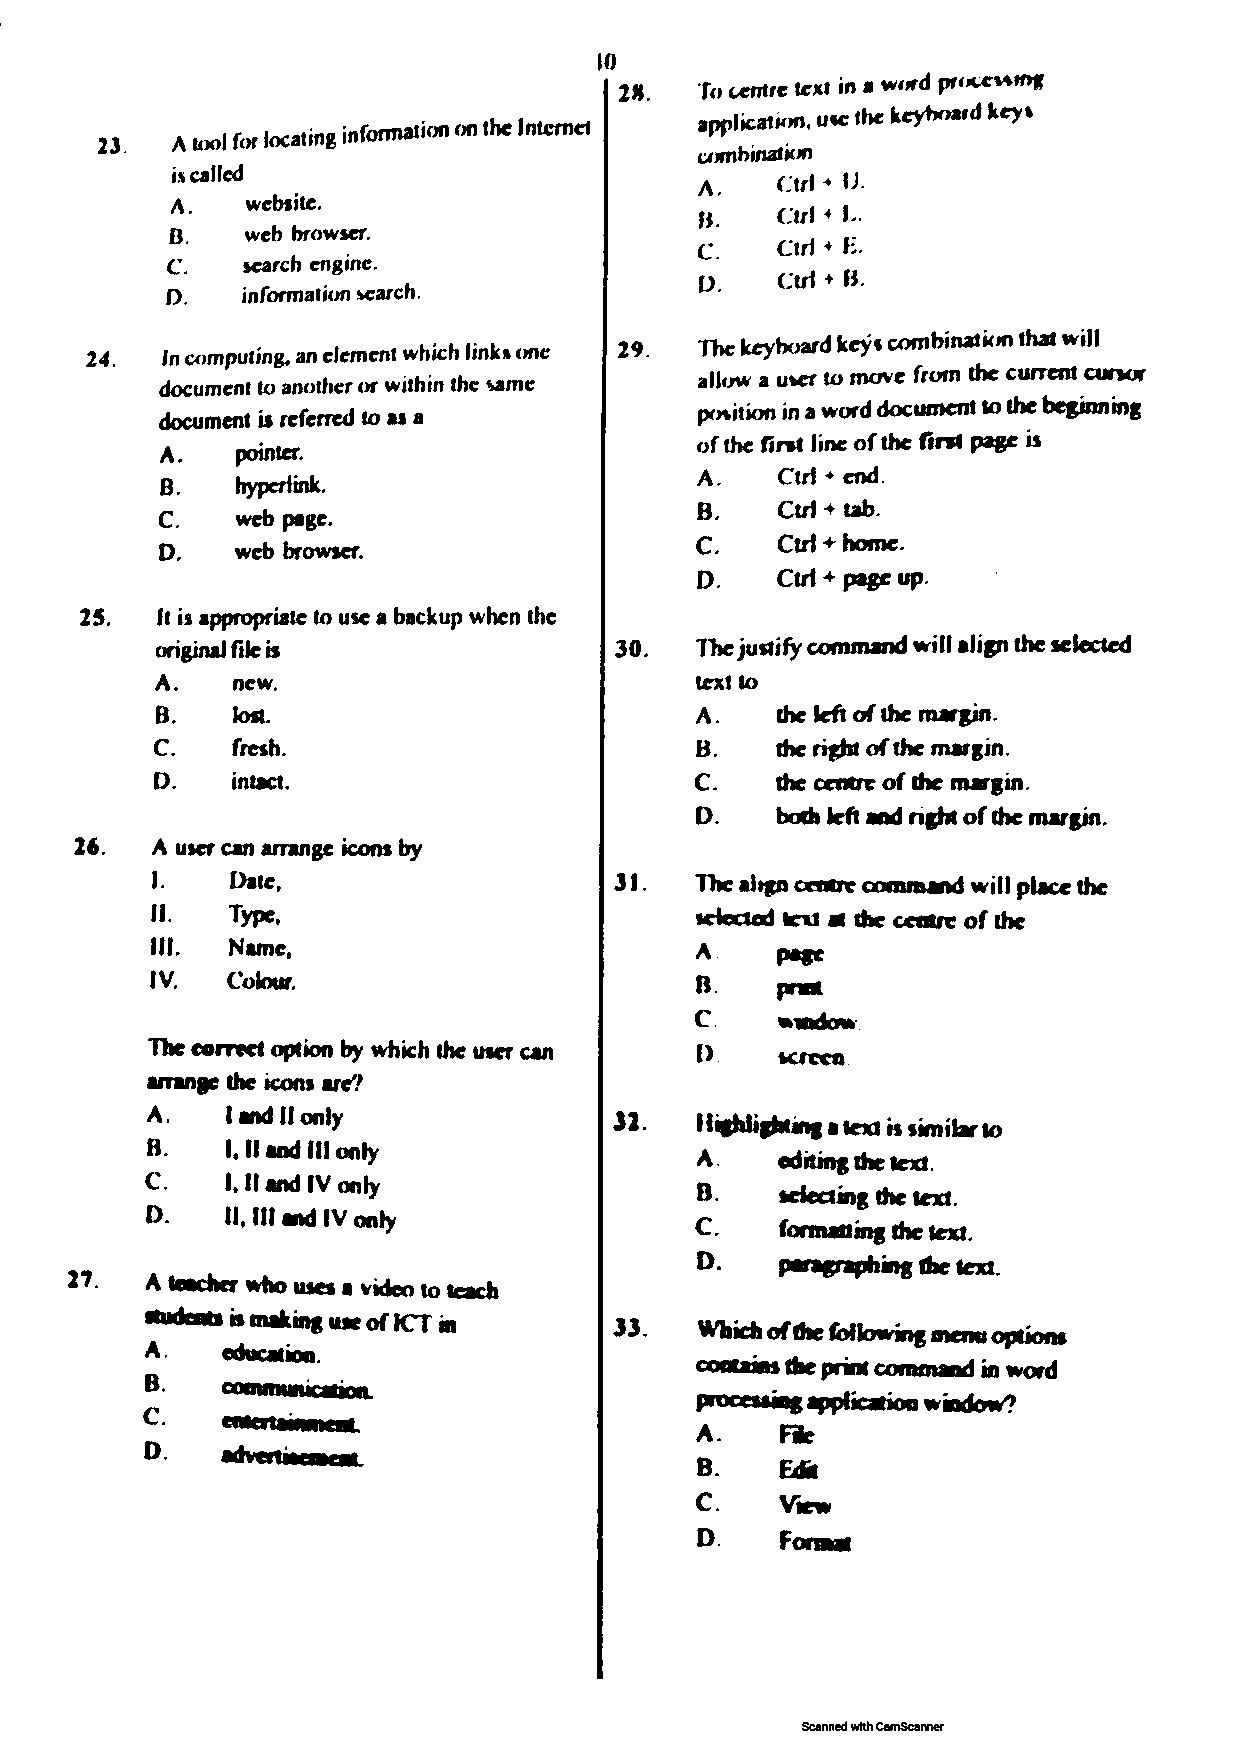 10
23. A tool for locating information on the Internet
is called
A. website.
B. web browser.
C. search engine.
D. information search.
24. In computing, an element which links one
document to another or within the same
document is referred to as a
A. pointer.
B. hyperlink.
C. web page.
D. web browser.
25. It is appropriate to use a backup when the
original file is
A. new.
B. lost.
C. fresh.
D. intact.
26. A user can arrange icons by
I. Date,
II. Type,
III. Name,
IV. Colour.
The correct option by which the user can
arrange the icons are?
A. I and II only
B. I, II and III only
C. I, II and IV only
D. II, III and IV only
27. A teacher who uses a video to teach
students is making use of ICT in
A. education.
B. communication.
C. entertainment.
D. advertisement.
28. To centre text in a word processing
application, use the keyboard keys
combination
A. Ctrl + U.
B. Ctrl + L.
C. Ctrl + E.
D. Ctrl + B.
29. The keyboard keys combination that will
allow a user to move from the current cursor
position in a word document to the beginning
of the first line of the first page is
A. Ctrl + end.
B. Ctrl + tab.
C. Ctrl + home.
D. Ctrl + page up.
30. The justify command will align the selected
text to
A. the left of the margin.
B. the right of the margin.
C. the centre of the margin.
D. both left and right of the margin.
31. The align centre command will place the
selected text at the centre of the
A. page
B. print
C. window.
D. screen.
32. Highlighting a text is similar to
A. editing the text.
B. selecting the text.
C. formatting the text.
D. paragraphing the text.
33. Which of the following menu options
contains the print command in word
processing application window?
A. File
B. Edit
C. View
D. Format
Scanned with CamScanner